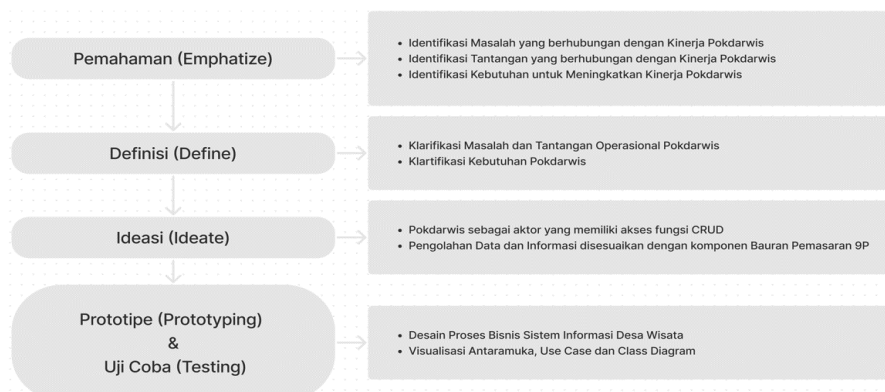 Pemahaman (Emphatize)
• Identifikasi Masalah yang berhubungan dengan Kinerja Pokdarwis
• Identifikasi Tantangan yang berhubungan dengan Kinerja Pokdarwis
• Identifikasi Kebutuhan untuk Meningkatkan Kinerja Pokdarwis
Definisi (Define)
• Klarifikasi Masalah dan Tantangan Operasional Pokdarwis
• Klartifikasi Kebutuhan Pokdarwis
Ideasi (Ideate)
• Pokdarwis sebagai aktor yang memiliki akses fungsi CRUD
• Pengolahan Data dan Informasi disesuaikan dengan komponen Bauran Pemasaran 9P
Prototipe (Prototyping)
&
Uji Coba (Testing)
• Desain Proses Bisnis Sistem Informasi Desa Wisata
• Visualisasi Antaramuka, Use Case dan Class Diagram